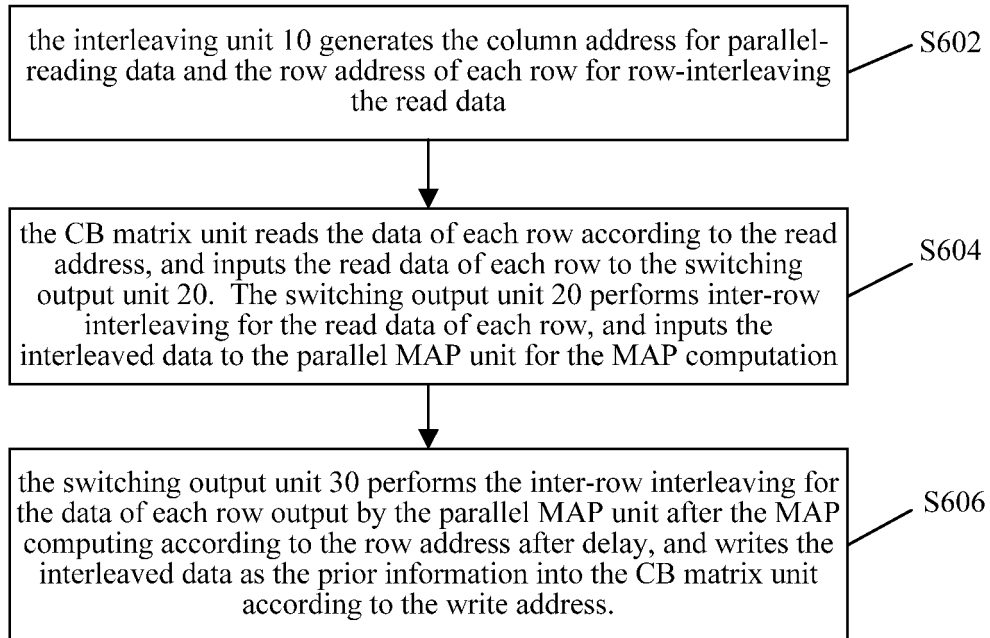 the interleaving unit 10 generates the column address for parallel-
reading data and the row address of each row for row-interleaving
the read data
S602
the CB matrix unit reads the data of each row according to the read
address, and inputs the read data of each row to the switching
output unit 20. The switching output unit 20 performs inter-row
interleaving for the read data of each row, and inputs the
interleaved data to the parallel MAP unit for the MAP computation
S604
the switching output unit 30 performs the inter-row interleaving for
the data of each row output by the parallel MAP unit after the MAP
computing according to the row address after delay, and writes the
interleaved data as the prior information into the CB matrix unit
according to the write address.
S606